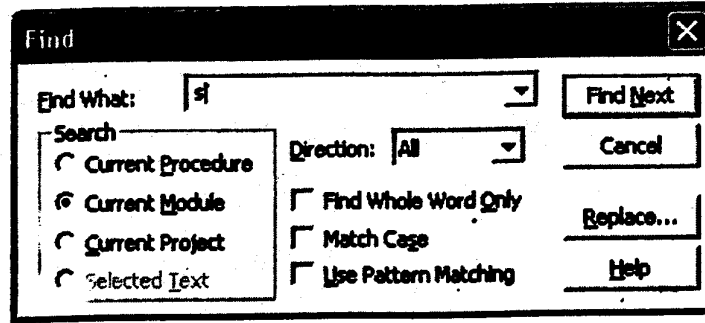 Find
Find What: s
Find Next
Search
Direction: All
Cancel
Current Procedure
Current Module
Find Whole Word Only
Replace...
Current Project
Match Case
Selected Text
Use Pattern Matching
Help